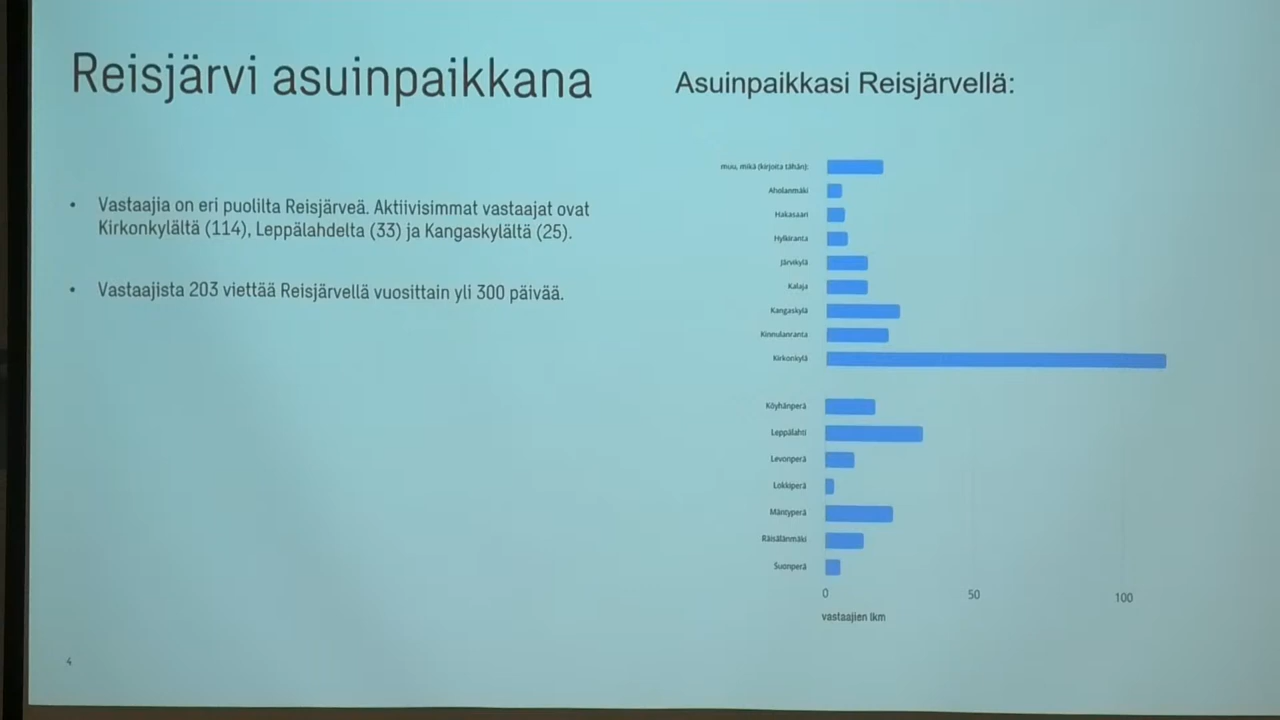 Reisjärvi asuinpaikkana
• Vastaajia on eri puolilta Reisjärveä. Aktiivisimmat vastaajat ovat
Kirkonkylältä (114), Leppälahdelta (33) ja Kangaskylältä (25).
• Vastaajista 203 viettää Reisjärvellä vuosittain yli 300 päivää.
4
Asuinpaikkasi Reisjärvellä:
muu, mikä (kirjoita tähän):
Aholanmäki
Hakasaari
Hylkiranta
Järvikylä
Kalaja
Kangaskylä
Kinnulanranta
Kirkonkylä
Köyhänperä
Leppälahti
Levonperä
Lokkiperä
Mäntyperä
Räisälänmäki
Suonperä
0 50 100
vastaajien lkm